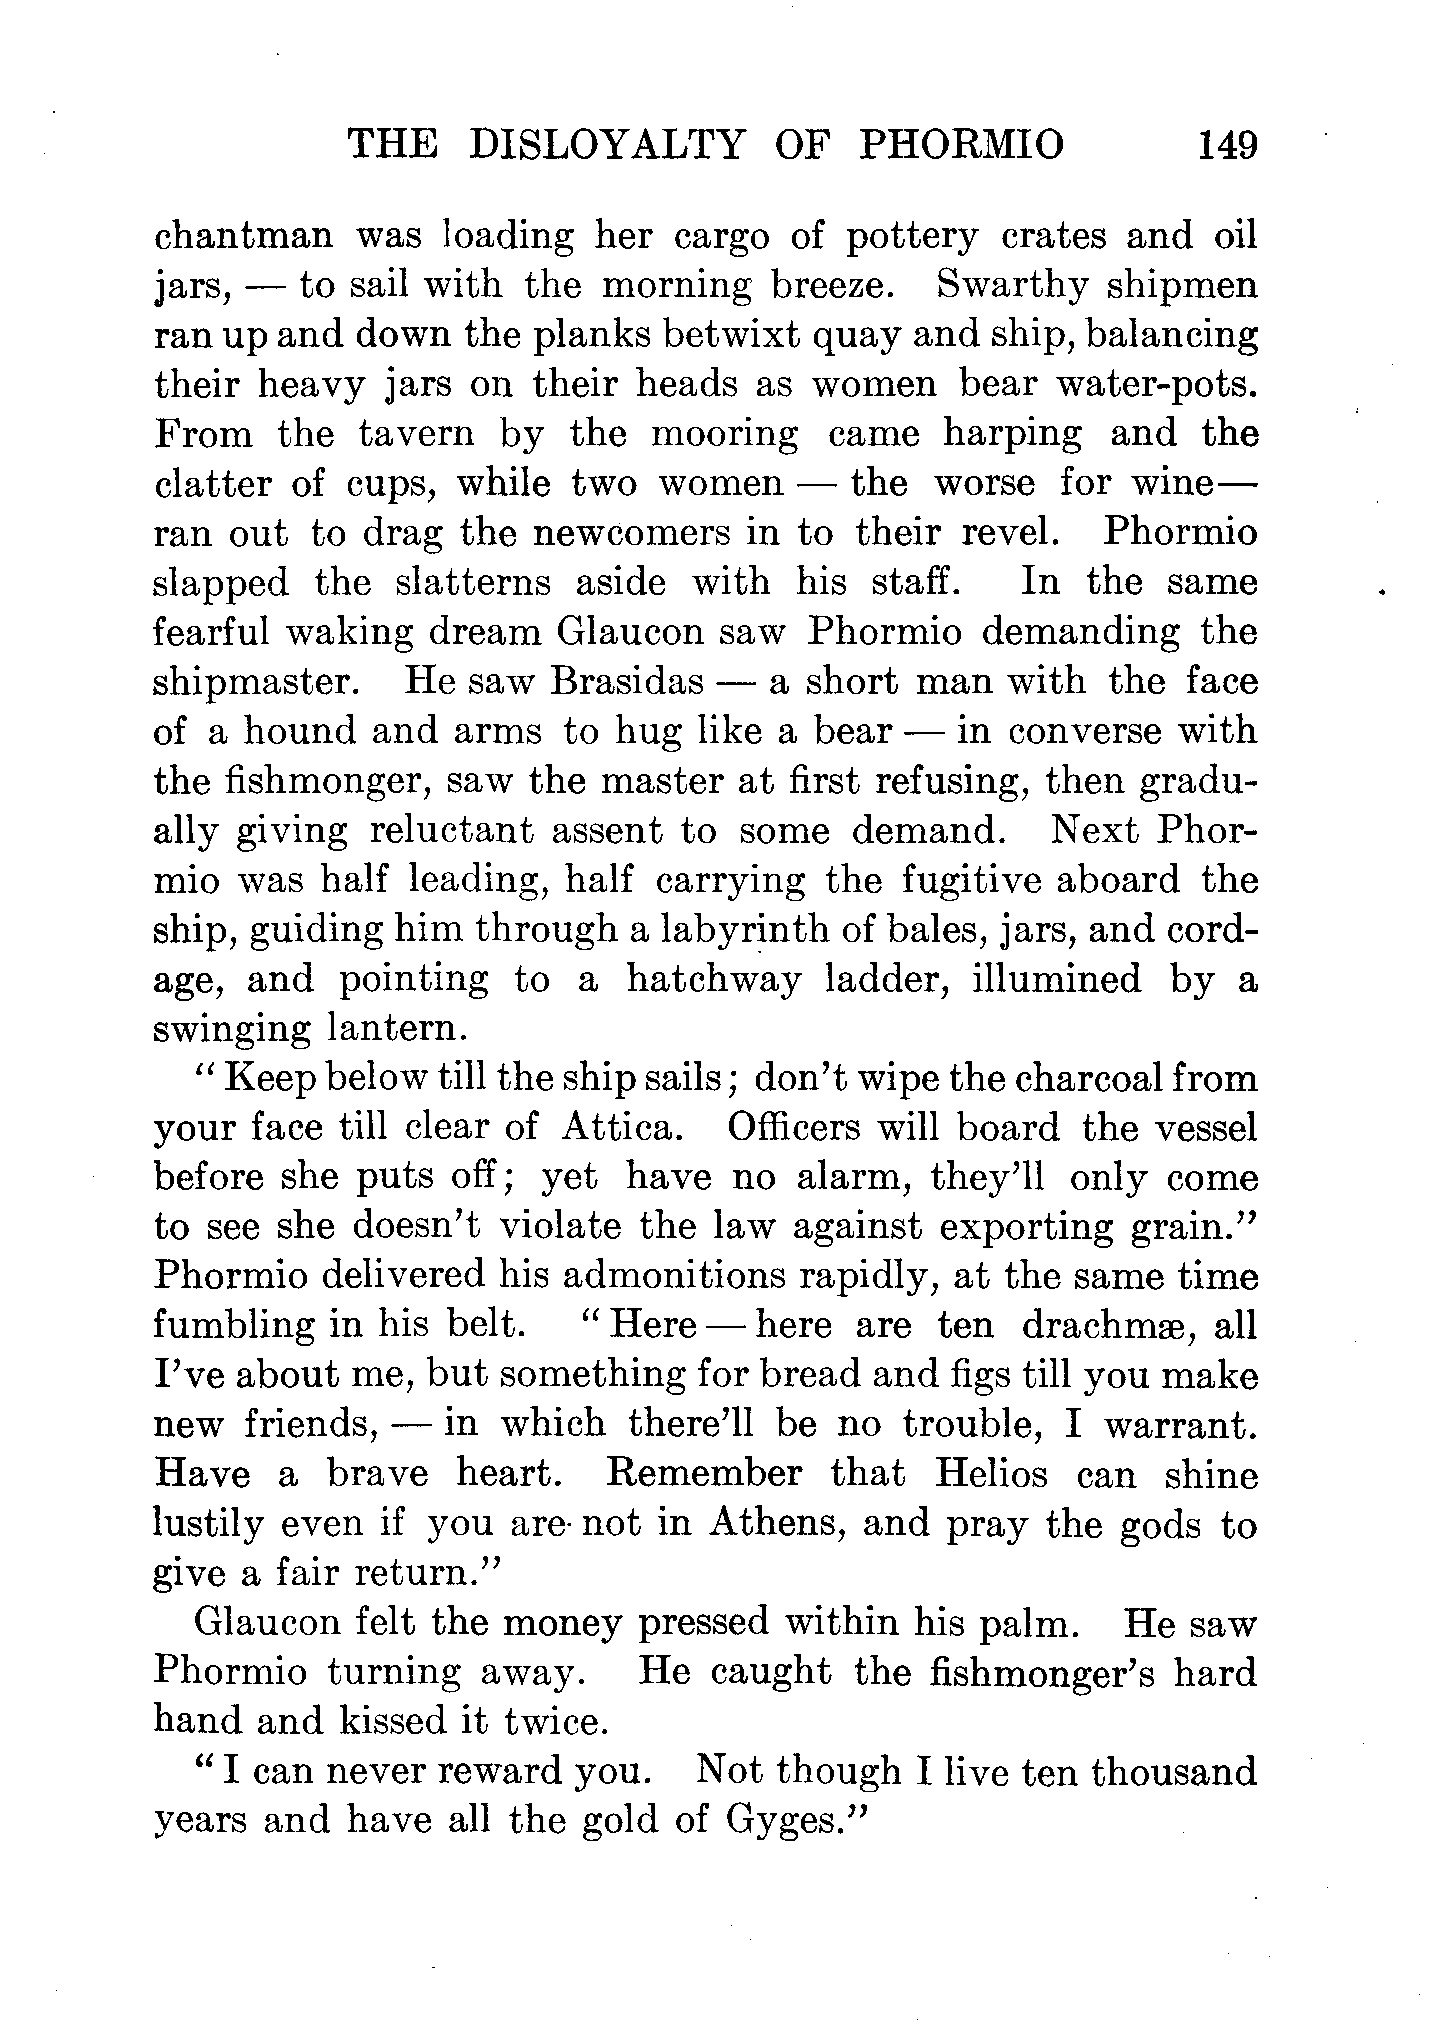 THE DISLOYALTY OF PHORMIO 149
chantman was loading her cargo of pottery crates and oil
jars, — to sail with the morning breeze. Swarthy shipmen
ran up and down the planks betwixt quay and ship, balancing
their heavy jars on their heads as women bear water-pots.
From the tavern by the mooring came harping and the
clatter of cups, while two women — the worse for wine—
ran out to drag the newcomers in to their revel. Phormio
slapped the slatterns aside with his staff. In the same
fearful waking dream Glaucon saw Phormio demanding the
shipmaster. He saw Brasidas — a short man with the face
of a hound and arms to hug like a bear — in converse with
the fishmonger, saw the master at first refusing, then gradu-
ally giving reluctant assent to some demand. Next Phor-
mio was half leading, half carrying the fugitive aboard the
ship, guiding him through a labyrinth of bales, jars, and cord-
age, and pointing to a hatchway ladder, illumined by a
swinging lantern.
“Keep below till the ship sails; don’t wipe the charcoal from
your face till clear of Attica. Officers will board the vessel
before she puts off; yet have no alarm, they’ll only come
to see she doesn’t violate the law against exporting grain.”
Phormio delivered his admonitions rapidly, at the same time
fumbling in his belt. “Here — here are ten drachmæ, all
I’ve about me, but something for bread and figs till you make
new friends, — in which there’ll be no trouble, I warrant.
Have a brave heart. Remember that Helios can shine
lustily even if you are not in Athens, and pray the gods to
give a fair return.”
Glaucon felt the money pressed within his palm. He saw
Phormio turning away. He caught the fishmonger’s hard
hand and kissed it twice.
“I can never reward you. Not though I live ten thousand
years and have all the gold of Gyges.”